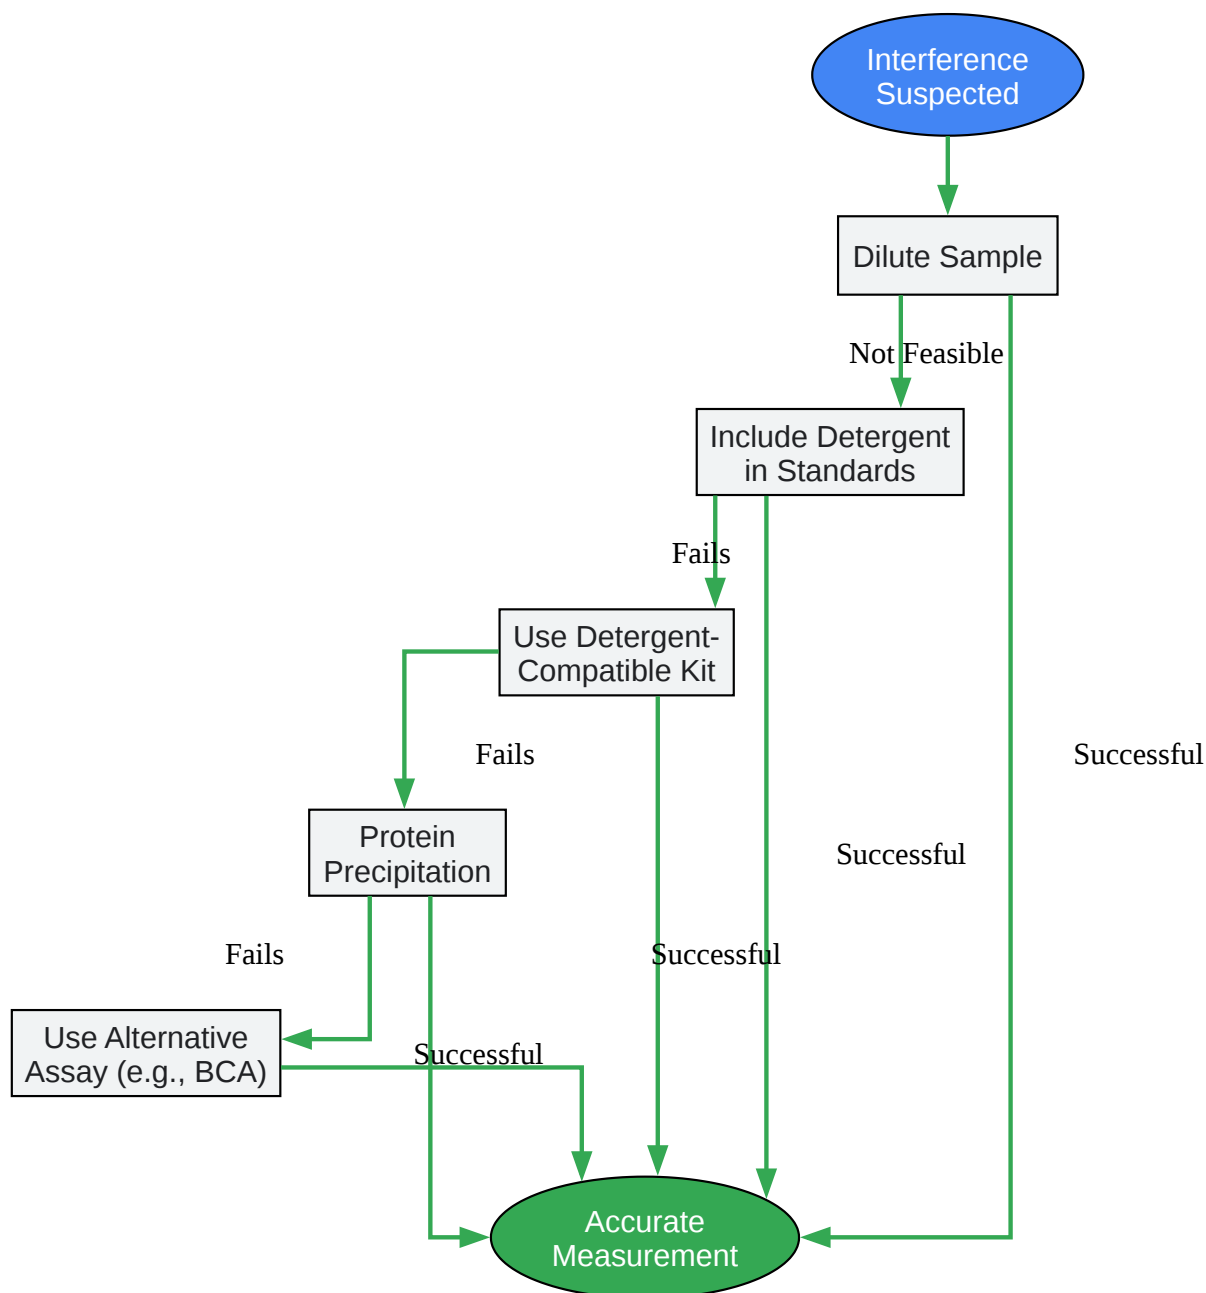 Interference
Suspected
Dilute Sample
Not Feasible
Include Detergent
in Standards
Fails
Use Detergent-
Compatible Kit
Fails
Successful
Protein
Precipitation
Successful
Fails
Successful
Use Alternative
Assay (e.g., BCA)
Successful
Accurate
Measurement